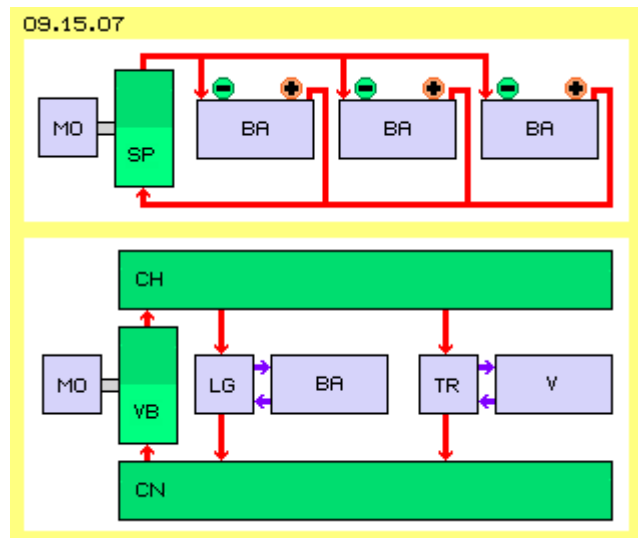 09.15.07
− + − + − +
MO BA BA BA
SP
CH
MO LG BA TR V
VB
CN